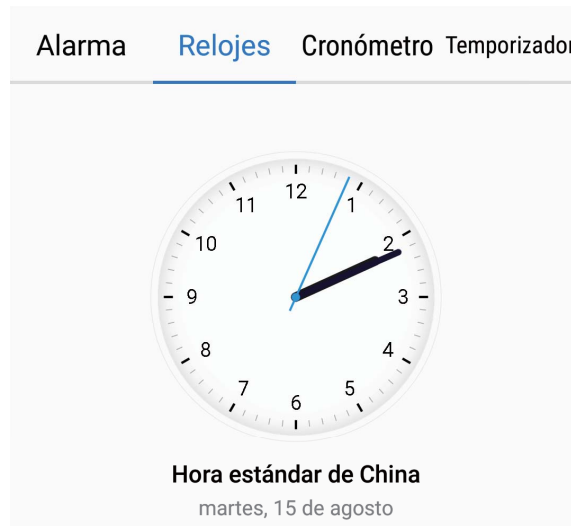 Alarma Relojes Cronómetro Temporizador
12
11 1
10 2
9 3
8 4
7 5
6
Hora estándar de China
martes, 15 de agosto